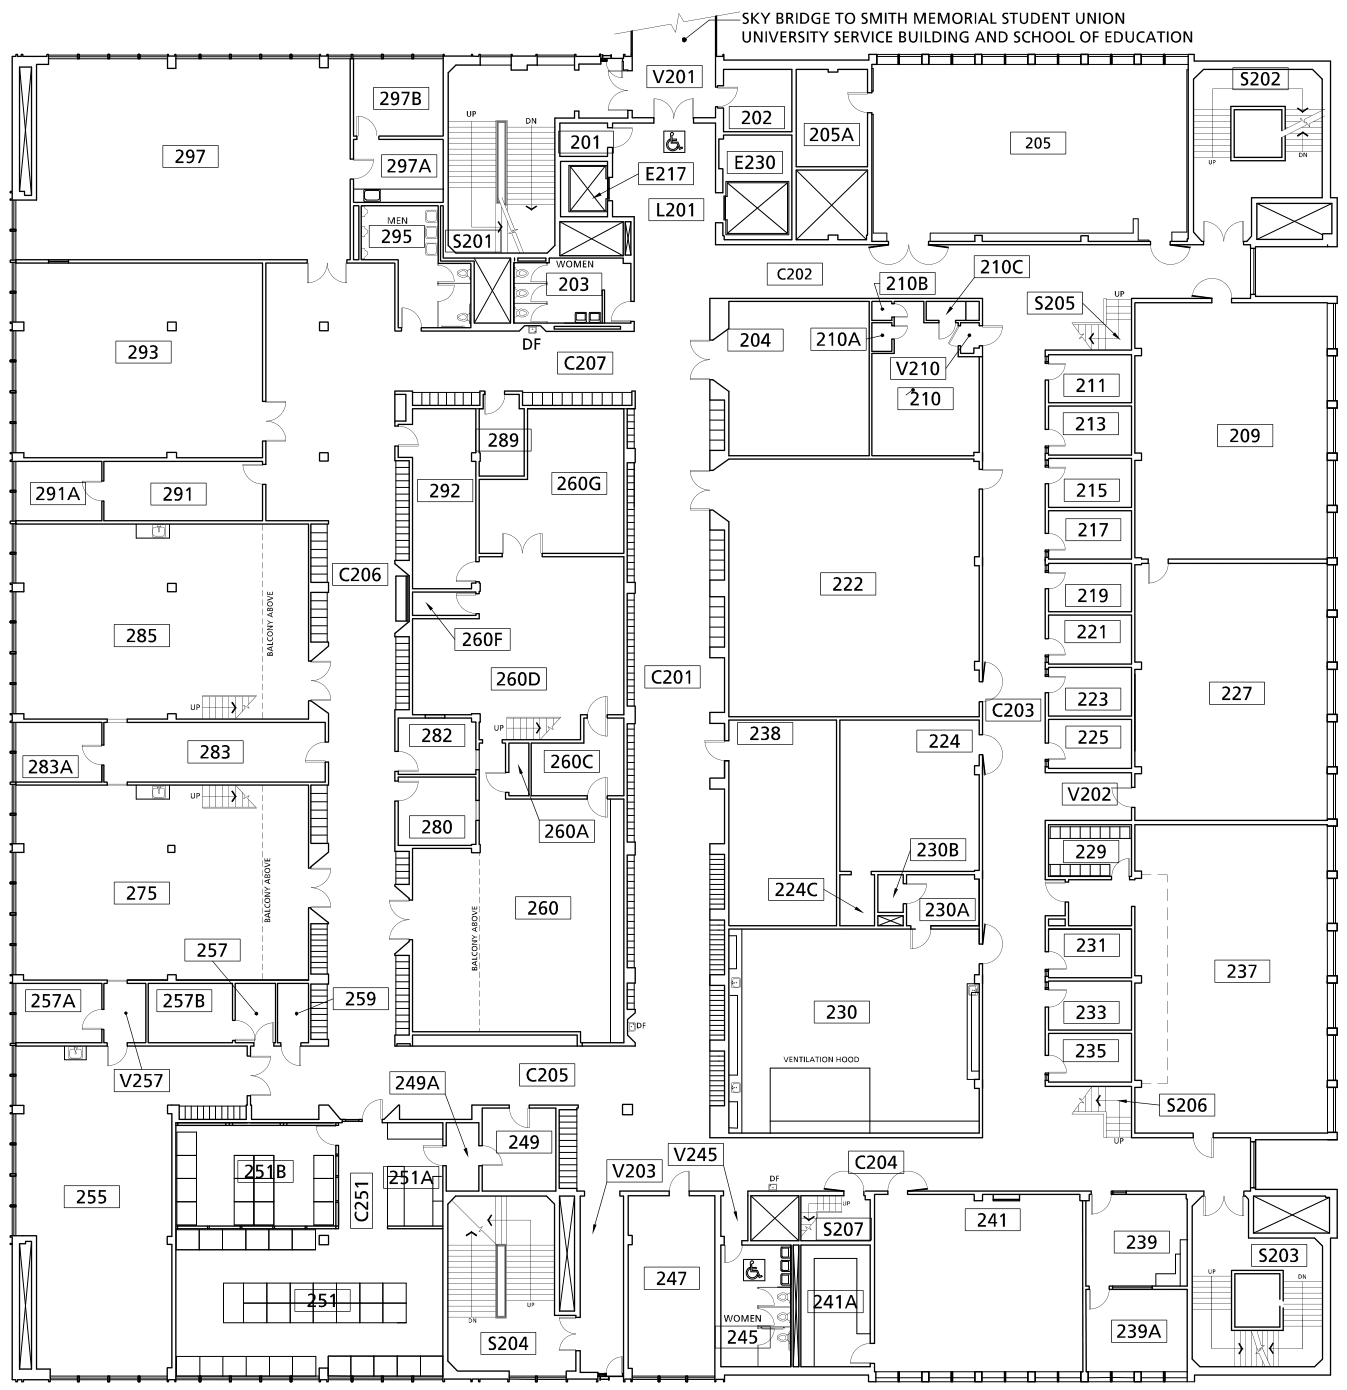 SKY BRIDGE TO SMITH MEMORIAL STUDENT UNION
UNIVERSITY SERVICE BUILDING AND SCHOOL OF EDUCATION
V201
S202
297B
202
201
205A
205
UP
DN
297
297A
E230
E217
UP
DN
L201
MEN
295
S201
WOMEN
203
C202
210B
210C
S205
UP
DF
293
C207
204
210A
V210
210
211
213
209
289
291A
291
292
260G
215
217
C206
222
219
221
285
BALCONY ABOVE
260F
260D
C201
223
C203
227
UP
UP
282
238
224
225
283
283A
260C
V202
UP
280
260A
230B
229
275
BALCONY ABOVE
260
BALCONY ABOVE
224C
230A
257
231
237
257A
257B
259
230
233
DF
235
VENTILATION HOOD
V257
249A
C205
S206
UP
249
V203
V245
C204
DF
251B
251A
C251
255
UP
S207
241
239
S203
247
UP
DN
251
241A
UP
DN
WOMEN
245
S204
239A